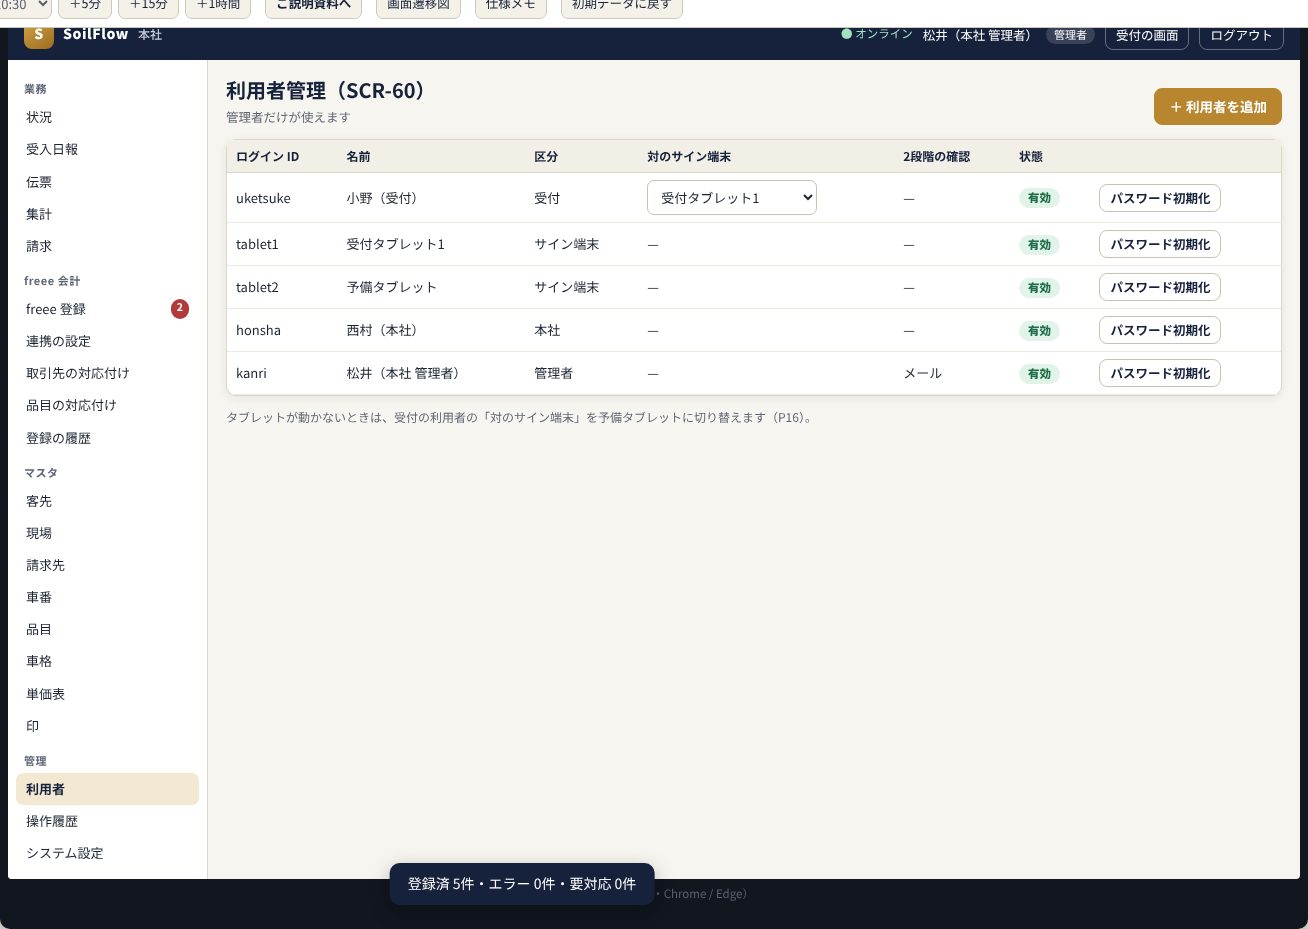 0:30 +5分 +15分 +1時間 ご説明資料へ 画面遷移図 仕様メモ 初期データに戻す
S SoilFlow 本社 オンライン 松井（本社 管理者） 管理者 受付の画面 ログアウト
業務
状況
受入日報
伝票
集計
請求
freee 会計
freee 登録 2
連携の設定
取引先の対応付け
品目の対応付け
登録の履歴
マスタ
客先
現場
請求先
車番
品目
車格
単価表
印
管理
利用者
操作履歴
システム設定
利用者管理（SCR-60）
管理者だけが使えます
＋利用者を追加
ログイン ID 名前 区分 対のサイン端末 2段階の確認 状態
uketsuke 小野（受付） 受付 受付タブレット1 — 有効 パスワード初期化
tablet1 受付タブレット1 サイン端末 — — 有効 パスワード初期化
tablet2 予備タブレット サイン端末 — — 有効 パスワード初期化
honsha 西村（本社） 本社 — — 有効 パスワード初期化
kanri 松井（本社 管理者） 管理者 — メール 有効 パスワード初期化
タブレットが動かないときは、受付の利用者の「対のサイン端末」を予備タブレットに切り替えます（P16）。
登録済 5件・エラー 0件・要対応 0件
・Chrome / Edge）